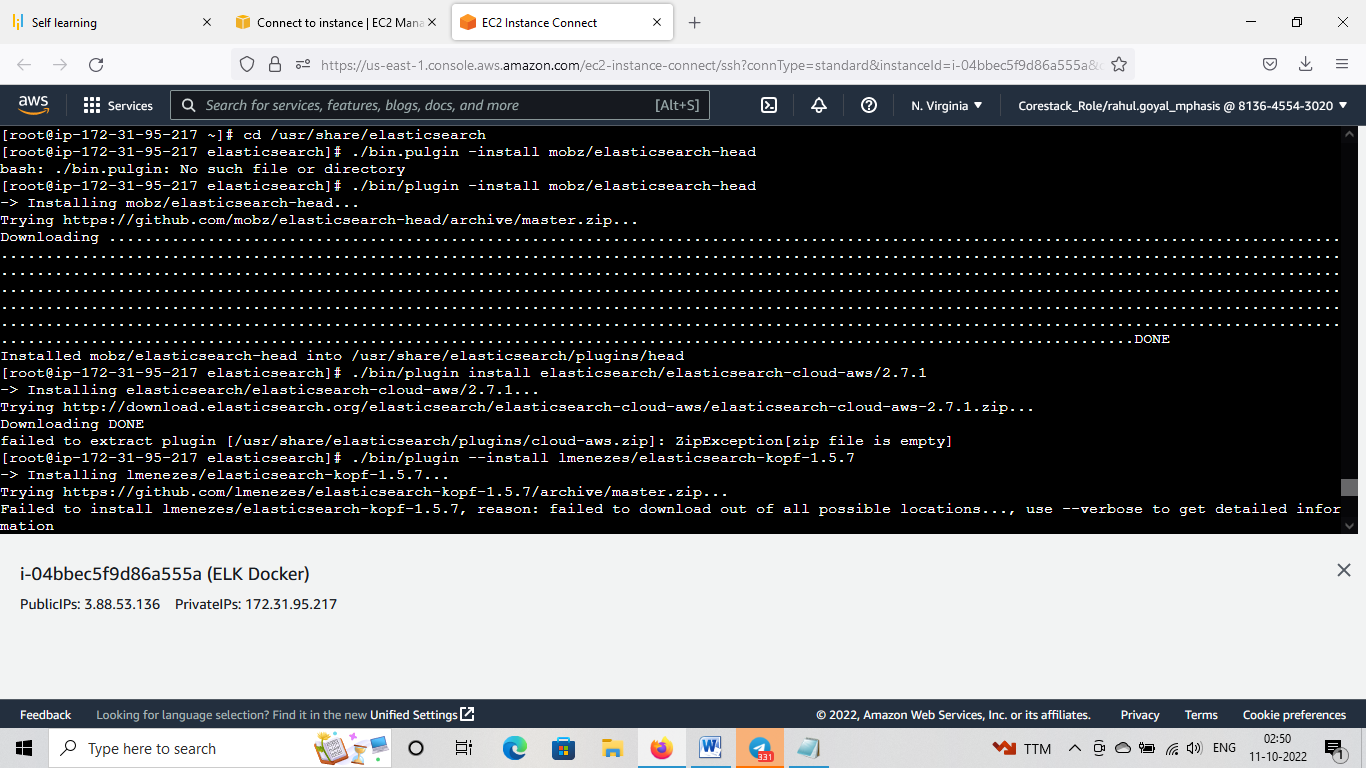 Self learning
Connect to instance | EC2 Mana
EC2 Instance Connect
https://us-east-1.console.aws.amazon.com/ec2-instance-connect/ssh?connType=standard&instanceId=i-04bbec5f9d86a555a&
aws
Services
Search for services, features, blogs, docs, and more
[Alt+S]
N. Virginia
Corestack_Role/rahul.goyal_mphasis @ 8136-4554-3020
[root@ip-172-31-95-217 ~]# cd /usr/share/elasticsearch
[root@ip-172-31-95-217 elasticsearch]# ./bin.pulgin -install mobz/elasticsearch-head
bash: ./bin.pulgin: No such file or directory
[root@ip-172-31-95-217 elasticsearch]# ./bin/plugin -install mobz/elasticsearch-head
-> Installing mobz/elasticsearch-head...
Trying https://github.com/mobz/elasticsearch-head/archive/master.zip...
Downloading .........................................................................................................................................
.....................................................................................................................................................
.....................................................................................................................................................
.....................................................................................................................................................
.....................................................................................................................................................
.....................................................................................................................................................
..............................................................................................................................DONE
Installed mobz/elasticsearch-head into /usr/share/elasticsearch/plugins/head
[root@ip-172-31-95-217 elasticsearch]# ./bin/plugin install elasticsearch/elasticsearch-cloud-aws/2.7.1
-> Installing elasticsearch/elasticsearch-cloud-aws/2.7.1...
Trying http://download.elasticsearch.org/elasticsearch/elasticsearch-cloud-aws/elasticsearch-cloud-aws-2.7.1.zip...
Downloading DONE
failed to extract plugin [/usr/share/elasticsearch/plugins/cloud-aws.zip]: ZipException[zip file is empty]
[root@ip-172-31-95-217 elasticsearch]# ./bin/plugin --install lmenezes/elasticsearch-kopf-1.5.7
-> Installing lmenezes/elasticsearch-kopf-1.5.7...
Trying https://github.com/lmenezes/elasticsearch-kopf-1.5.7/archive/master.zip...
Failed to install lmenezes/elasticsearch-kopf-1.5.7, reason: failed to download out of all possible locations..., use --verbose to get detailed infor
mation
i-04bbec5f9d86a555a (ELK Docker)
PublicIPs: 3.88.53.136 PrivateIPs: 172.31.95.217
Feedback
Looking for language selection? Find it in the new Unified Settings
© 2022, Amazon Web Services, Inc. or its affiliates.
Privacy
Terms
Cookie preferences
Type here to search
331
TTM
ENG
02:50
11-10-2022
1